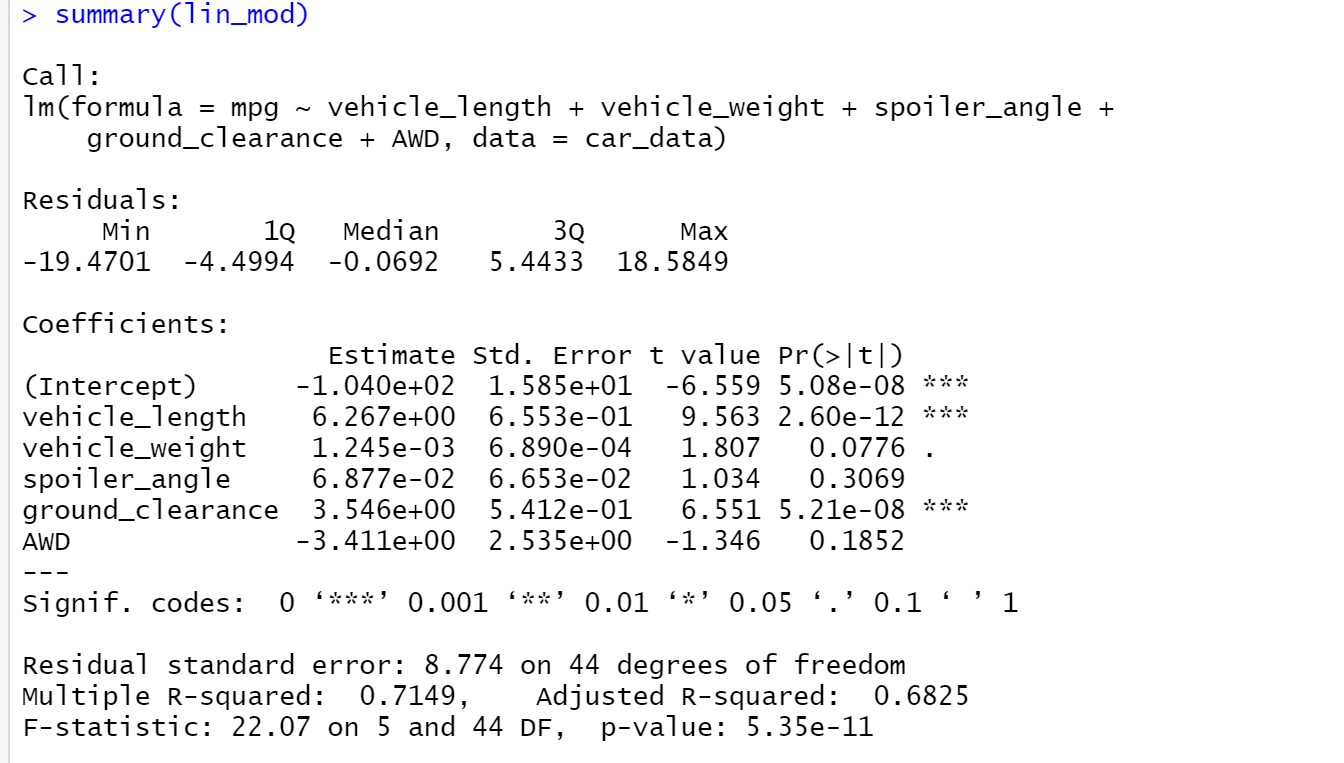 > summary(lin_mod)
Call:
lm(formula = mpg ~ vehicle_length + vehicle_weight + spoiler_angle +
    ground_clearance + AWD, data = car_data)
Residuals:
     Min       1Q   Median       3Q      Max
-19.4701  -4.4994  -0.0692   5.4433  18.5849
Coefficients:
                   Estimate Std. Error t value Pr(>|t|)
(Intercept)      -1.040e+02  1.585e+01  -6.559 5.08e-08 ***
vehicle_length    6.267e+00  6.553e-01   9.563 2.60e-12 ***
vehicle_weight    1.245e-03  6.890e-04   1.807   0.0776 .
spoiler_angle     6.877e-02  6.653e-02   1.034   0.3069
ground_clearance  3.546e+00  5.412e-01   6.551 5.21e-08 ***
AWD              -3.411e+00  2.535e+00  -1.346   0.1852
---
Signif. codes:  0 ‘***’ 0.001 ‘**’ 0.01 ‘*’ 0.05 ‘.’ 0.1 ‘ ’ 1
Residual standard error: 8.774 on 44 degrees of freedom
Multiple R-squared:  0.7149,    Adjusted R-squared:  0.6825
F-statistic: 22.07 on 5 and 44 DF,  p-value: 5.35e-11